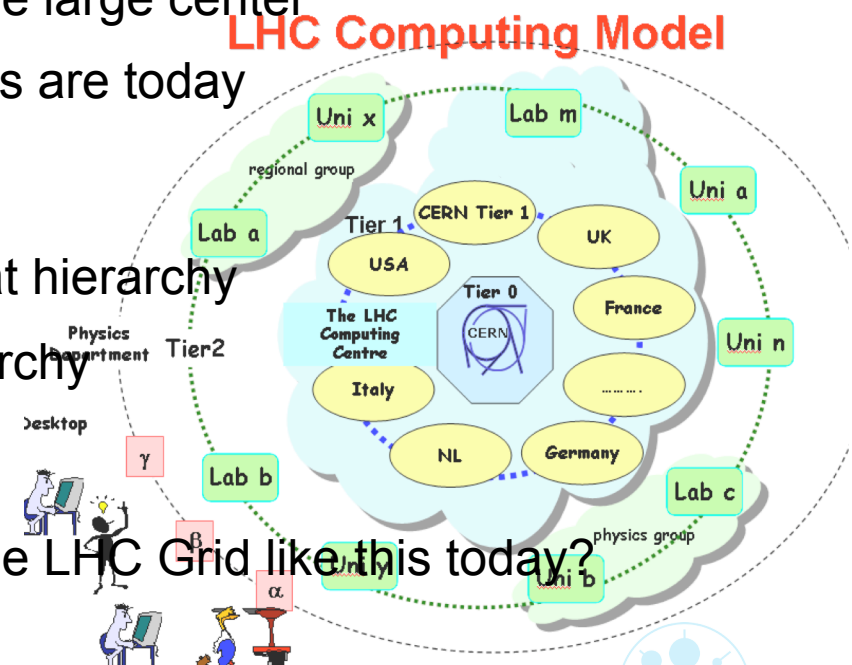 e large center
LHC Computing Model
s are today
Uni x
Lab m
regional group
Uni a
Lab a
Tier 1
CERN Tier 1
UK
USA
at hierarchy
Tier 0
France
The LHC
Computing
Centre
CERN
Physics
Department
Tier2
rchy
Uni n
Italy
……….
Desktop
γ
NL
Germany
Lab b
Lab c
β
physics group
e LHC Grid like this today?
Uni y
Uni b
α